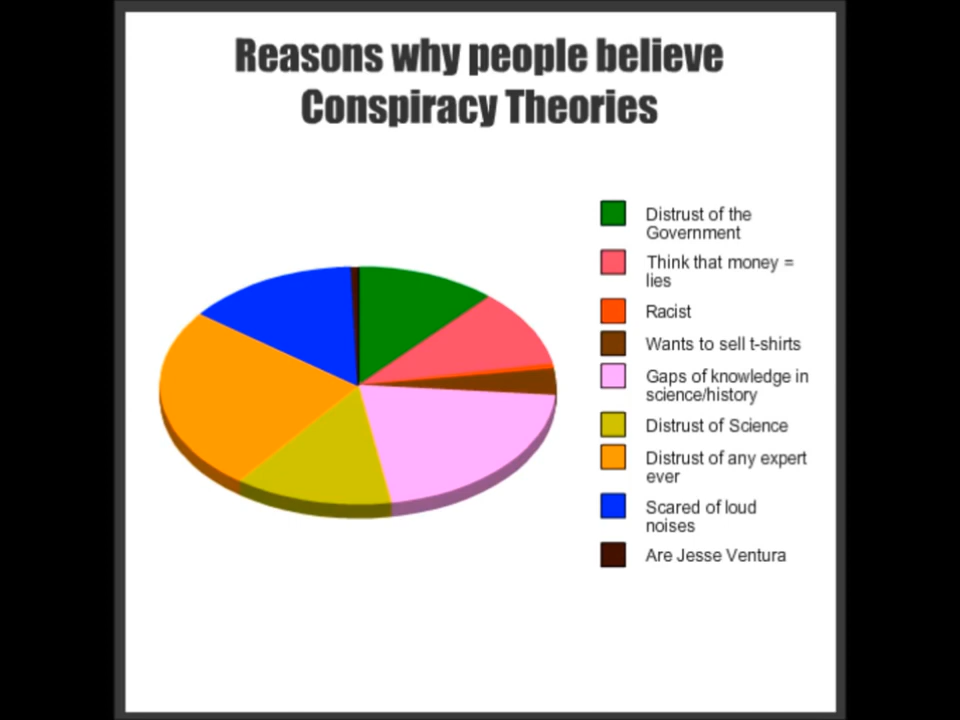 Reasons why people believe
Conspiracy Theories
Distrust of the
Government
Think that money =
lies
Racist
Wants to sell t-shirts
Gaps of knowledge in
science/history
Distrust of Science
Distrust of any expert
ever
Scared of loud
noises
Are Jesse Ventura